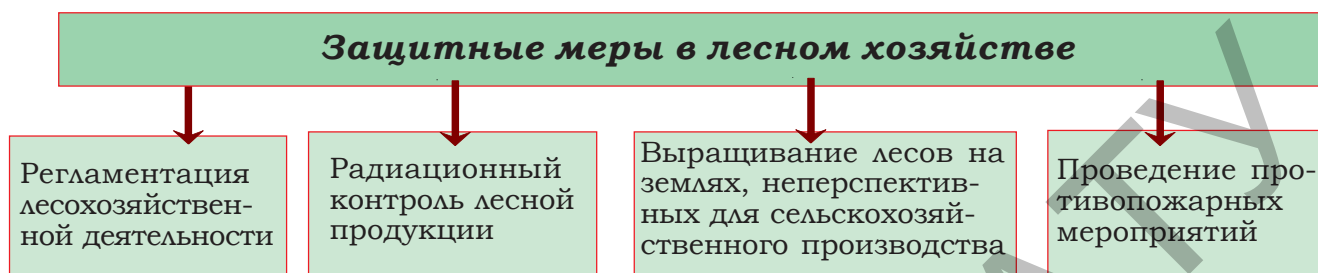 Защитные меры в лесном хозяйстве
Регламентация
лесохозяйствен-
ной деятельности
Радиационный
контроль лесной
продукции
Выращивание лесов на
землях, неперспектив-
ных для сельскохозяй-
ственного производства
Проведение про-
тивопожарных
мероприятий
АТУ